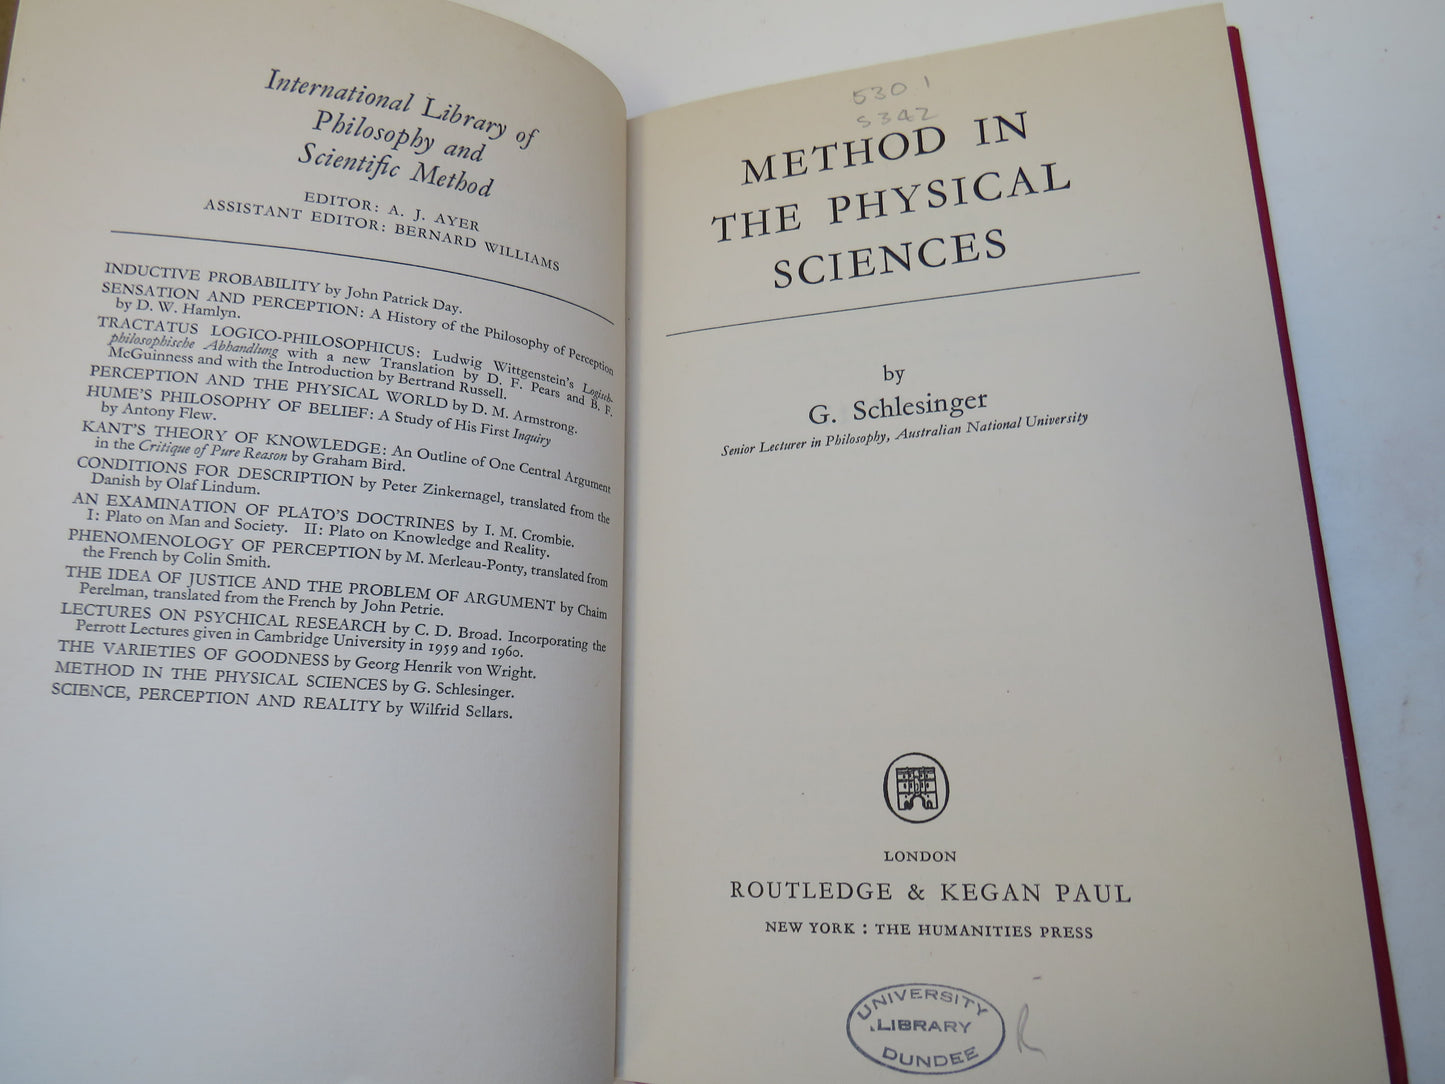 International Library of
Philosophy and
Scientific Method
EDITOR: A. J. AYER
ASSISTANT EDITOR: BERNARD WILLIAMS
INDUCTIVE PROBABILITY by John Patrick Day.
SENSATION AND PERCEPTION: A History of the Philosophy of Perception
by D. W. Hamlyn.
TRACTATUS LOGICO-PHILOSOPHICUS: Ludwig Wittgenstein's Logisch-
philosophische Abhandlung with a new Translation by D. F. Pears and B. F.
McGuinness and with the Introduction by Bertrand Russell.
PERCEPTION AND THE PHYSICAL WORLD by D. M. Armstrong.
HUME'S PHILOSOPHY OF BELIEF: A Study of His First Inquiry
by Antony Flew.
KANT'S THEORY OF KNOWLEDGE: An Outline of One Central Argument
in the Critique of Pure Reason by Graham Bird.
CONDITIONS FOR DESCRIPTION by Peter Zinkernagel, translated from the
Danish by Olaf Lindum.
AN EXAMINATION OF PLATO'S DOCTRINES by I. M. Crombie.
I: Plato on Man and Society. II: Plato on Knowledge and Reality.
PHENOMENOLOGY OF PERCEPTION by M. Merleau-Ponty, translated from
the French by Colin Smith.
THE IDEA OF JUSTICE AND THE PROBLEM OF ARGUMENT by Chaim
Perelman, translated from the French by John Petrie.
LECTURES ON PSYCHICAL RESEARCH by C. D. Broad. Incorporating the
Perrott Lectures given in Cambridge University in 1959 and 1960.
THE VARIETIES OF GOODNESS by Georg Henrik von Wright.
METHOD IN THE PHYSICAL SCIENCES by G. Schlesinger.
SCIENCE, PERCEPTION AND REALITY by Wilfrid Sellars.
530 1
S342
METHOD IN
THE PHYSICAL
SCIENCES
by
G. Schlesinger
Senior Lecturer in Philosophy, Australian National University
LONDON
ROUTLEDGE & KEGAN PAUL
NEW YORK : THE HUMANITIES PRESS
UNIVERSITY
LIBRARY
DUNDEE